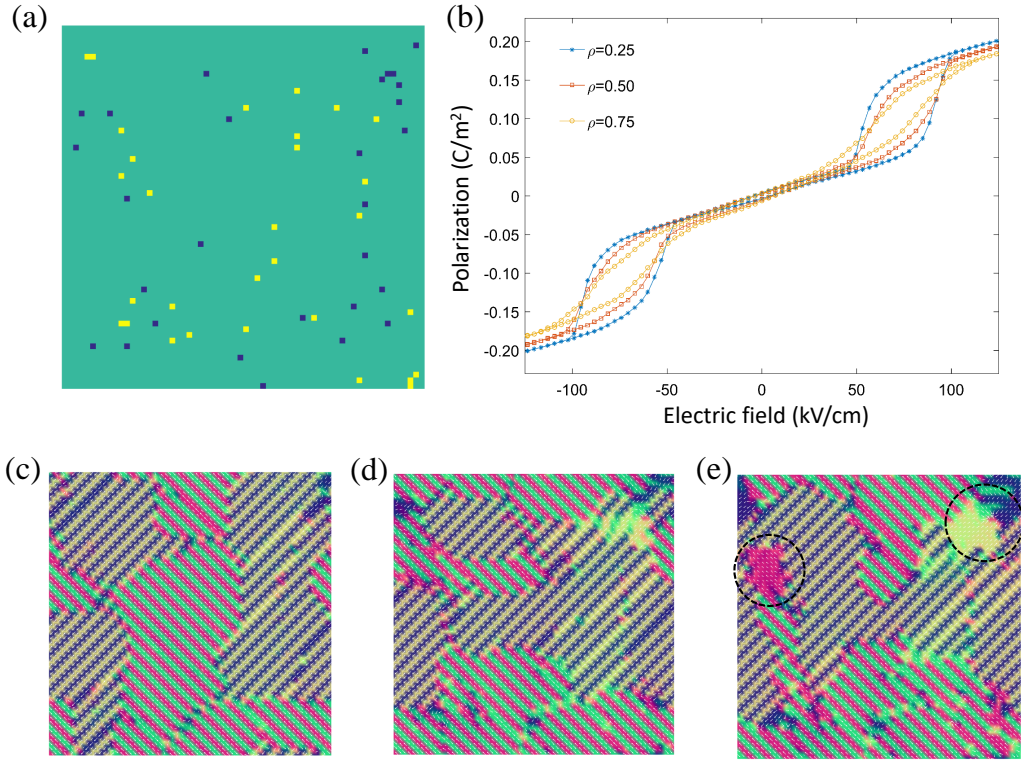 (a)
(b)
0.20
0.15
0.10
0.05
0
-0.05
-0.10
-0.15
-0.20
Polarization (C/m²)
ρ=0.25
ρ=0.50
ρ=0.75
-100 -50 0 50 100
Electric field (kV/cm)
(c)
(d)
(e)